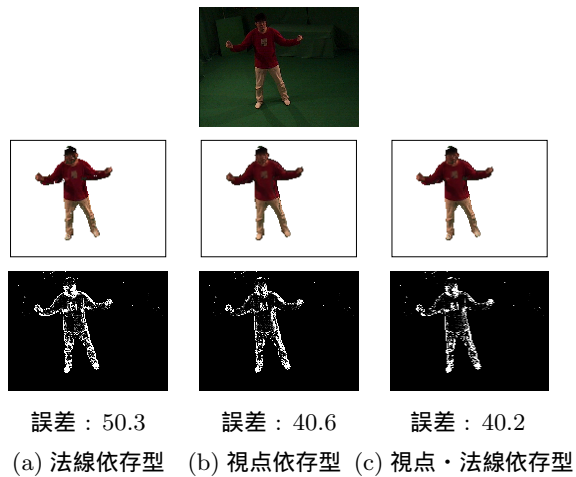 誤差 : 50.3 誤差 : 40.6 誤差 : 40.2
(a) 法線依存型 (b) 視点依存型 (c) 視点・法線依存型